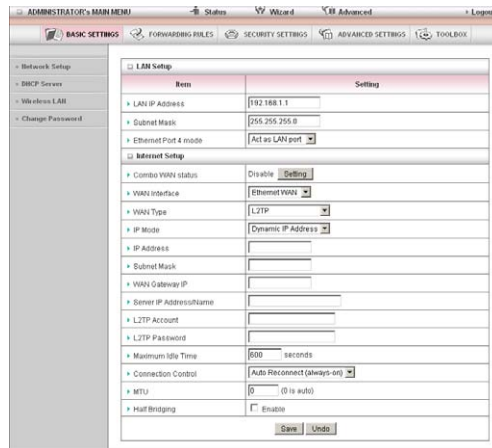 ADMINISTRATOR's MAIN MENU Status Wizard Advanced Logout
BASIC SETTINGS FORWARDING RULES SECURITY SETTINGS ADVANCED SETTINGS TOOLBOX
Network Setup
DHCP Server
Wireless LAN
Change Password
LAN Setup
Item Setting
LAN IP Address 192.168.1.1
Subnet Mask 255.255.255.0
Ethernet Port 4 mode Act as LAN port
Internet Setup
Combo WAN status Disable Setting
WAN Interface Ethernet WAN
WAN Type L2TP
IP Mode Dynamic IP Address
IP Address
Subnet Mask
WAN Gateway IP
Server IP Address/Name
L2TP Account
L2TP Password
Maximum Idle Time 600 seconds
Connection Control Auto Reconnect (always-on)
MTU 0 (0 is auto)
Half Bridging Enable
Save Undo